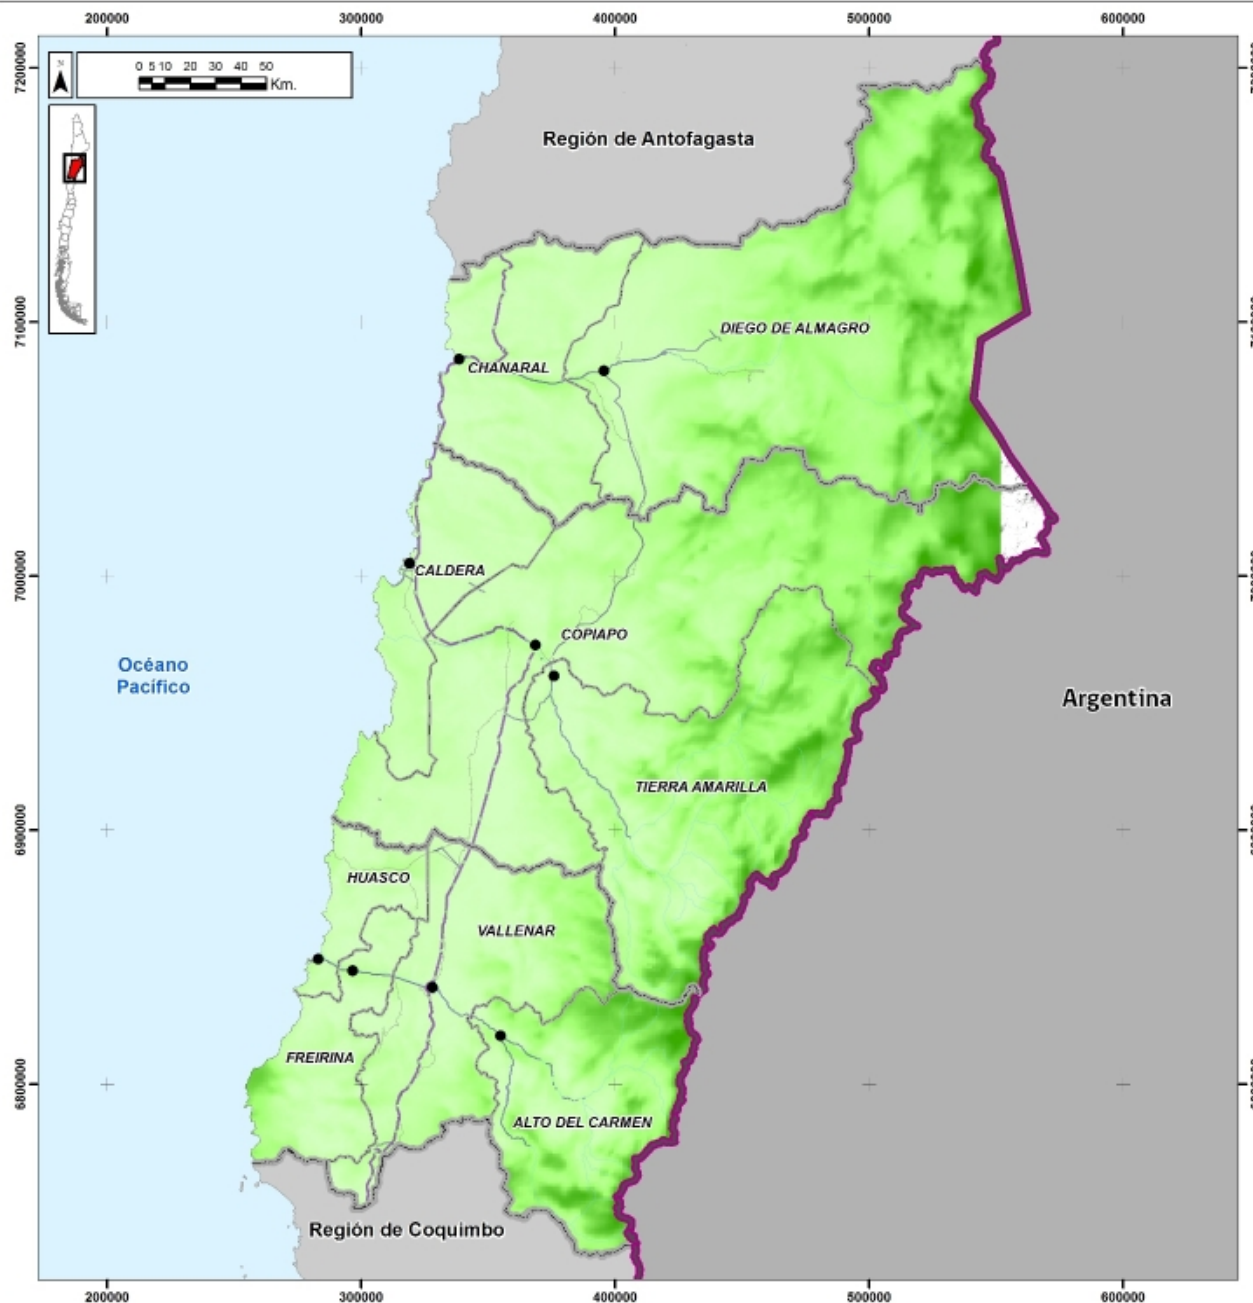 200000 300000 400000 500000 600000
7200000
N
0 5 10 20 30 40 50
Km.
Región de Antofagasta
7100000
DIEGO DE ALMAGRO
CHANARAL
7000000
CALDERA
COPIAPO
Océano
Pacífico
Argentina
TIERRA AMARILLA
6900000
HUASCO
VALLENAR
FREIRINA
6800000
ALTO DEL CARMEN
Región de Coquimbo
200000 300000 400000 500000 600000